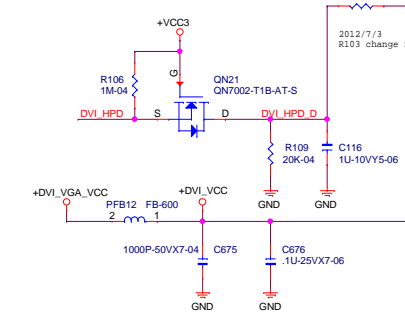 +VCC3
2012/7/3
R103 change
G
R106
1M-04
QN21
QN7002-T1B-AT-S
DVI_HPD
S
D
DVI_HPD_D
R109
20K-04
C116
1U-10VY5-06
GND
GND
+DVI_VGA_VCC
+DVI_VCC
PFB12
FB-600
2
1
1000P-50VX7-04
C675
C676
.1U-25VX7-06
GND
GND